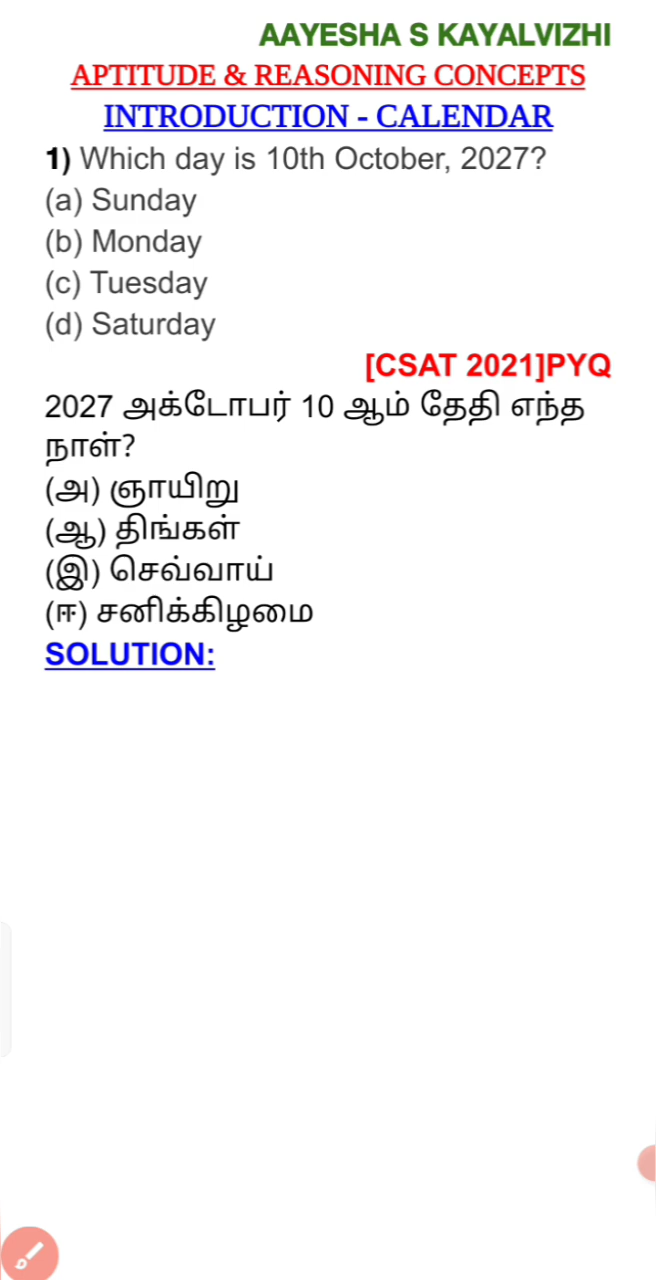 AAYESHA S KAYALVIZHI
APTITUDE & REASONING CONCEPTS
INTRODUCTION - CALENDAR
1) Which day is 10th October, 2027?
(a) Sunday
(b) Monday
(c) Tuesday
(d) Saturday
[CSAT 2021]PYQ
2027 அக்டோபர் 10 ஆம் தேதி எந்த
நாள்?
(அ) ஞாயிறு
(ஆ) திங்கள்
(இ) செவ்வாய்
(ஈ) சனிக்கிழமை
SOLUTION: